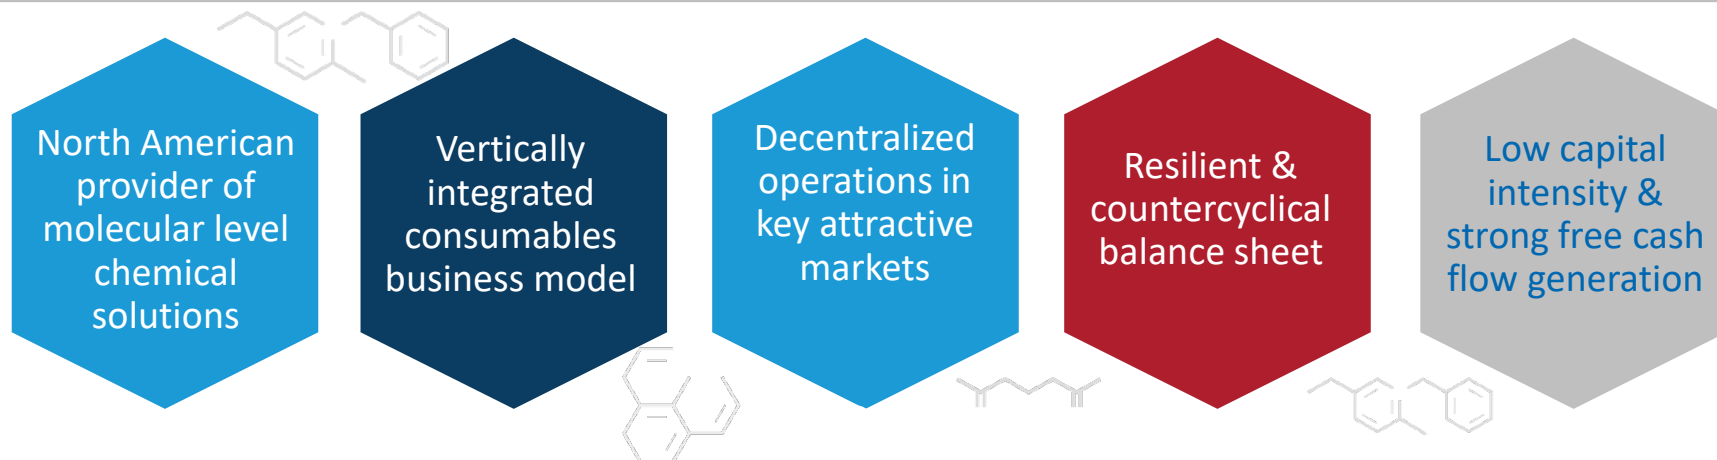 North American
provider of
molecular level
chemical
solutions
Vertically
integrated
consumables
business model
Decentralized
operations in
key attractive
markets
Resilient &
countercyclical
balance sheet
Low capital
intensity &
strong free cash
flow generation